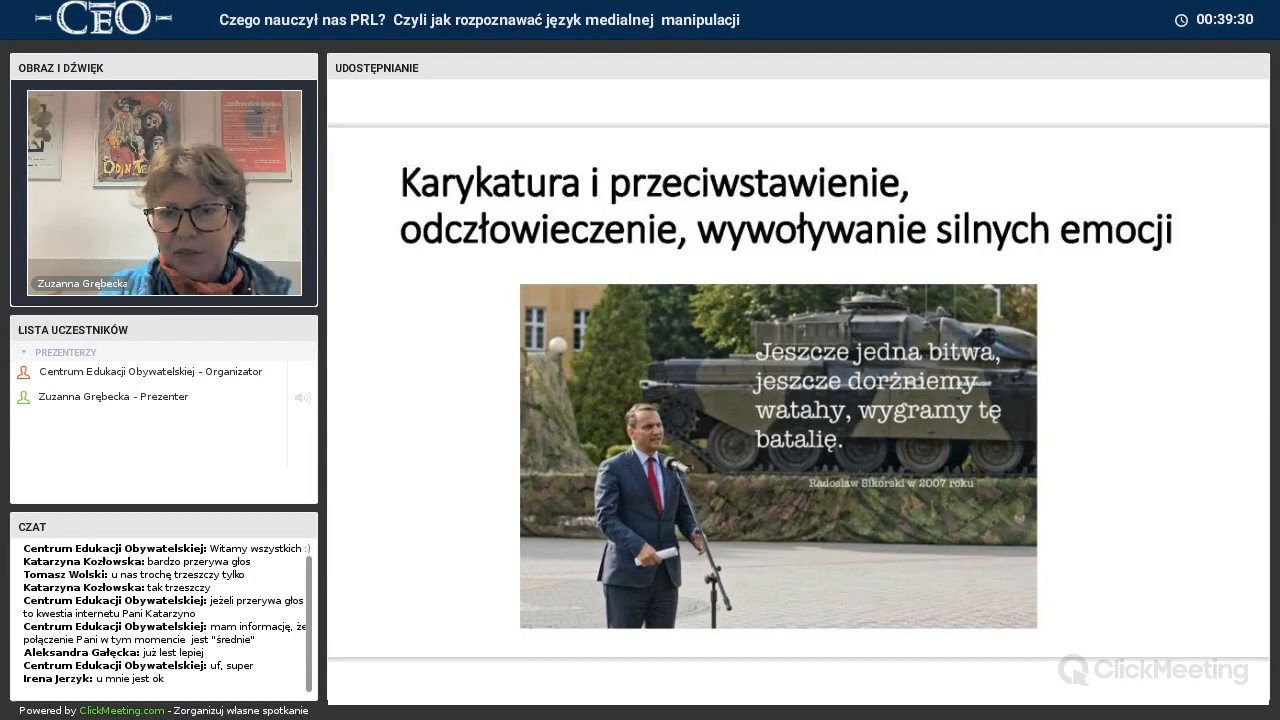 CEO
Czego nauczył nas PRL? Czyli jak rozpoznawać język medialnej manipulacji
00:39:30
OBRAZ I DŹWIĘK
Zuzanna Grębecka
LISTA UCZESTNIKÓW
PREZENTERZY
Centrum Edukacji Obywatelskiej - Organizator
Zuzanna Grębecka - Prezenter
CZAT
Centrum Edukacji Obywatelskiej: Witamy wszystkich :)
Katarzyna Kozłowska: bardzo przerywa głos
Tomasz Wolski: u nas trochę trzeszczy tylko
Katarzyna Kozłowska: tak trzeszczy
Centrum Edukacji Obywatelskiej: jeżeli przerywa głos
to kwestia internetu Pani Katarzyno
Centrum Edukacji Obywatelskiej: mam informację, że
połączenie Pani w tym momencie jest "średnie"
Aleksandra Gałęcka: już lest lepiej
Centrum Edukacji Obywatelskiej: uf, super
Irena Jerzyk: u mnie jest ok
Powered by ClickMeeting.com - Zorganizuj własne spotkanie
UDOSTĘPNIANIE
Karykatura i przeciwstawienie,
odczłowieczenie, wywoływanie silnych emocji
Jeszcze jedna bitwa,
jeszcze dorżniemy
watahy, wygramy tę
batalię.
Radosław Sikorski w 2007 roku
ClickMeeting